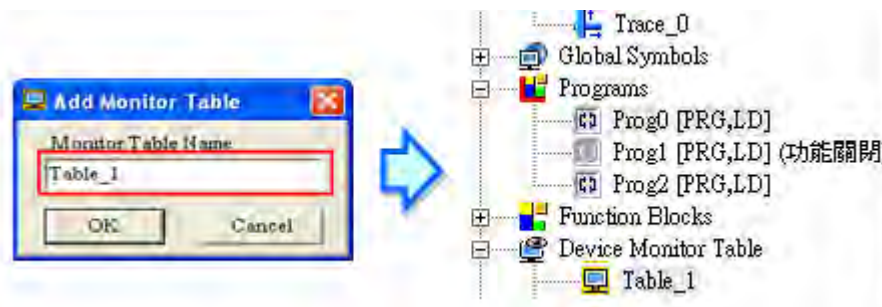 Add Monitor Table
Monitor Table Name
Table_1
OK
Cancel
Trace_0
Global Symbols
Programs
Prog0 [PRG,LD]
Prog1 [PRG,LD] (功能關閉
Prog2 [PRG,LD]
Function Blocks
Device Monitor Table
Table_1